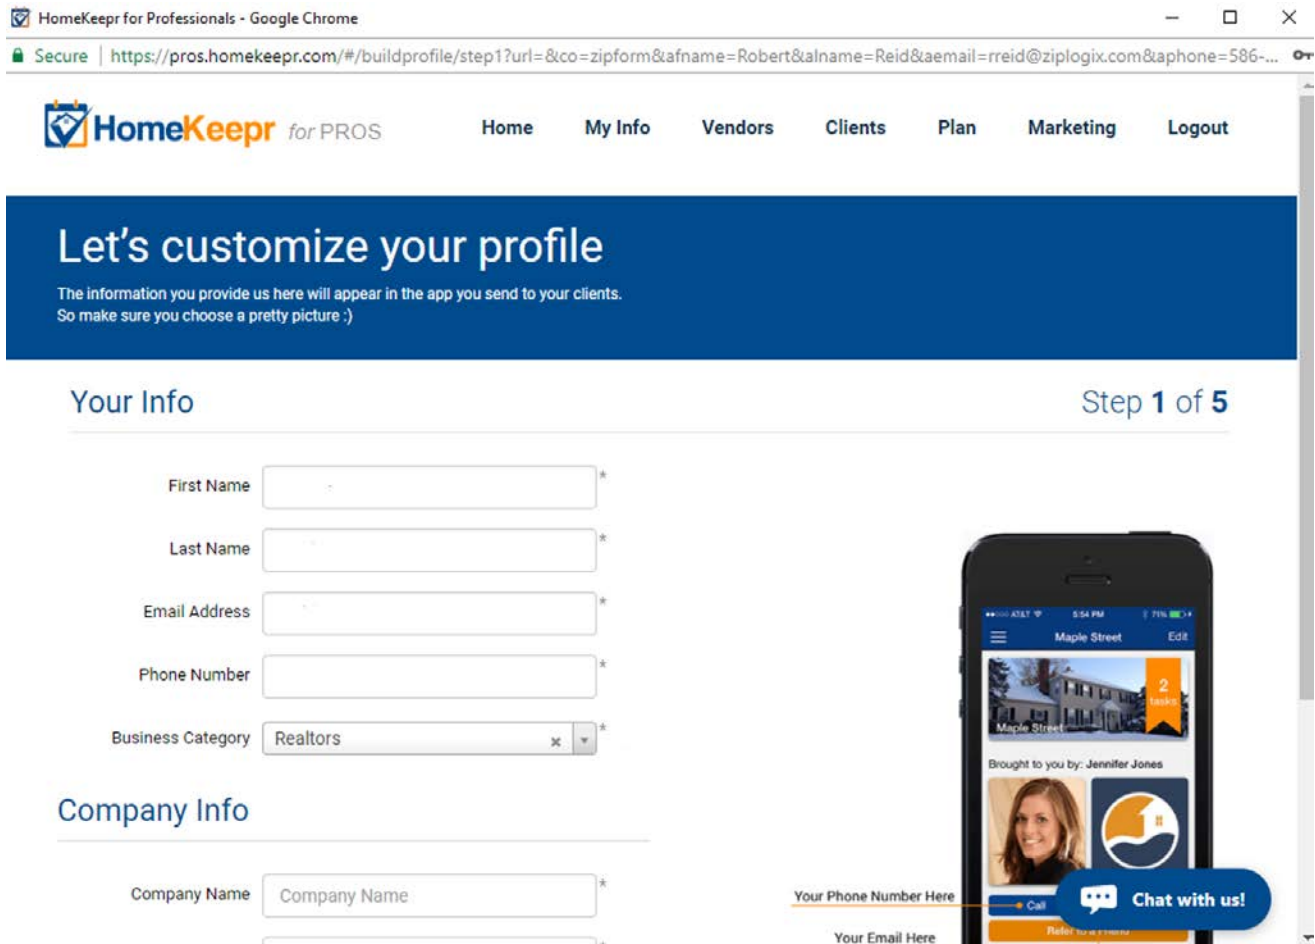 HomeKeepr for Professionals - Google Chrome
Secure | https://pros.homekeepr.com/#/buildprofile/step1?url=&co=zipform&afname=Robert&alname=Reid&aemail=rreid@ziplogix.com&aphone=586-...
HomeKeepr for PROS Home My Info Vendors Clients Plan Marketing Logout
Let's customize your profile
The information you provide us here will appear in the app you send to your clients.
So make sure you choose a pretty picture :)
Your Info Step 1 of 5
First Name *
Last Name *
Email Address *
Phone Number *
Business Category Realtors *
Company Info
Company Name Company Name *
AT&T 5:54 PM 71%
Maple Street Edit
2
tasks
Maple Street
Brought to you by: Jennifer Jones
Your Phone Number Here Call
Chat with us!
Your Email Here Refer to a Friend